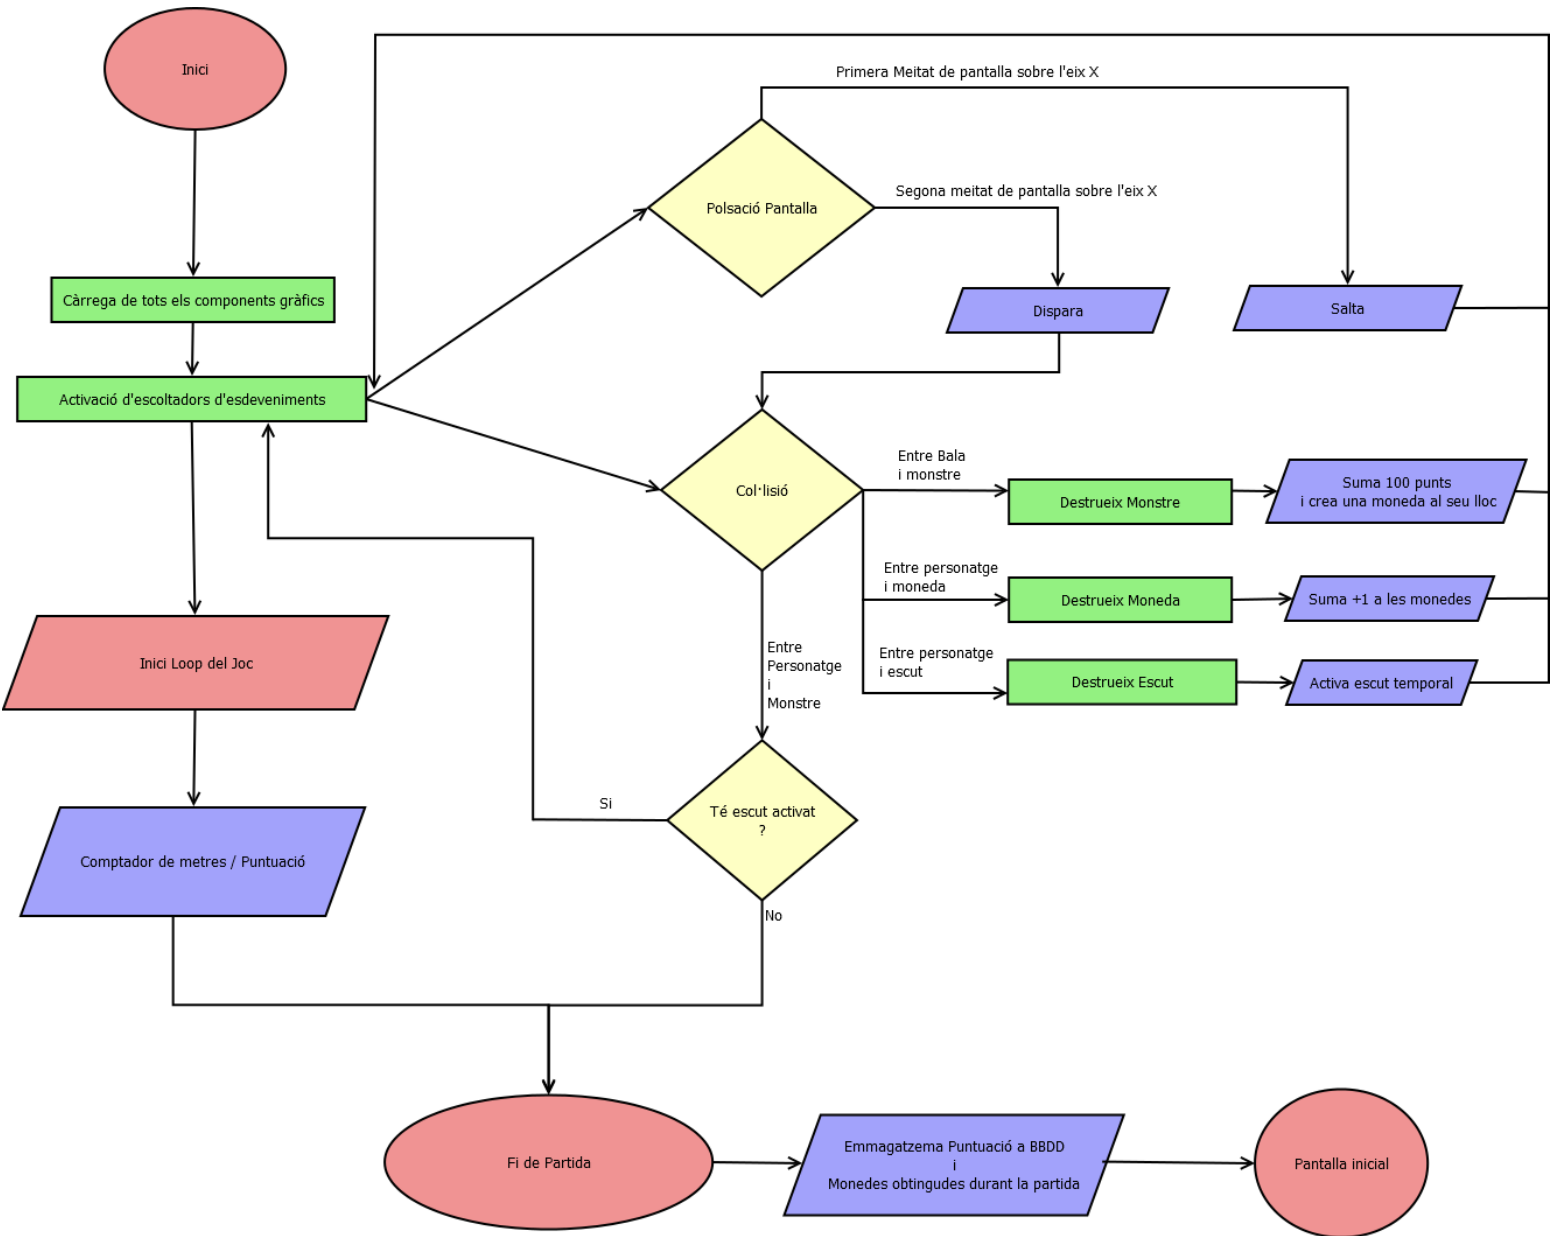 Inici
Primera Meitat de pantalla sobre l'eix X
Polsació Pantalla
Segona meitat de pantalla sobre l'eix X
Càrrega de tots els components gràfics
Dispara
Salta
Activació d'escoltadors d'esdeveniments
Col·lisió
Entre Bala
i monstre
Destrueix Monstre
Suma 100 punts
i crea una moneda al seu lloc
Entre personatge
i moneda
Destrueix Moneda
Suma +1 a les monedes
Entre personatge
i escut
Destrueix Escut
Activa escut temporal
Entre
Personatge
i
Monstre
Inici Loop del Joc
Si
Té escut activat
?
No
Comptador de metres / Puntuació
Fi de Partida
Emmagatzema Puntuació a BBDD
i
Monedes obtingudes durant la partida
Pantalla inicial